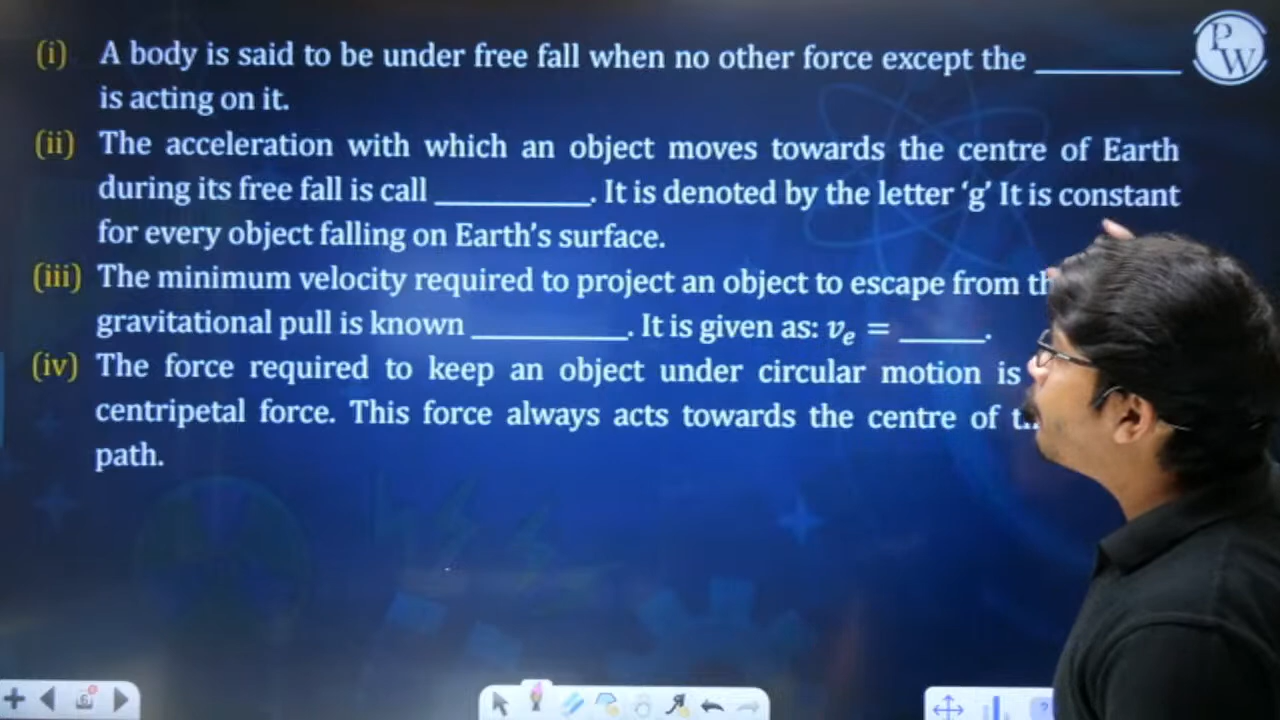 (i) A body is said to be under free fall when no other force except the __________
is acting on it.
(ii) The acceleration with which an object moves towards the centre of Earth
during its free fall is call __________. It is denoted by the letter ‘g’ It is constant
for every object falling on Earth’s surface.
(iii) The minimum velocity required to project an object to escape from
gravitational pull is known __________. It is given as: vₑ = _____.
(iv) The force required to keep an object under circular motion is
centripetal force. This force always acts towards the centre of
path.
PW